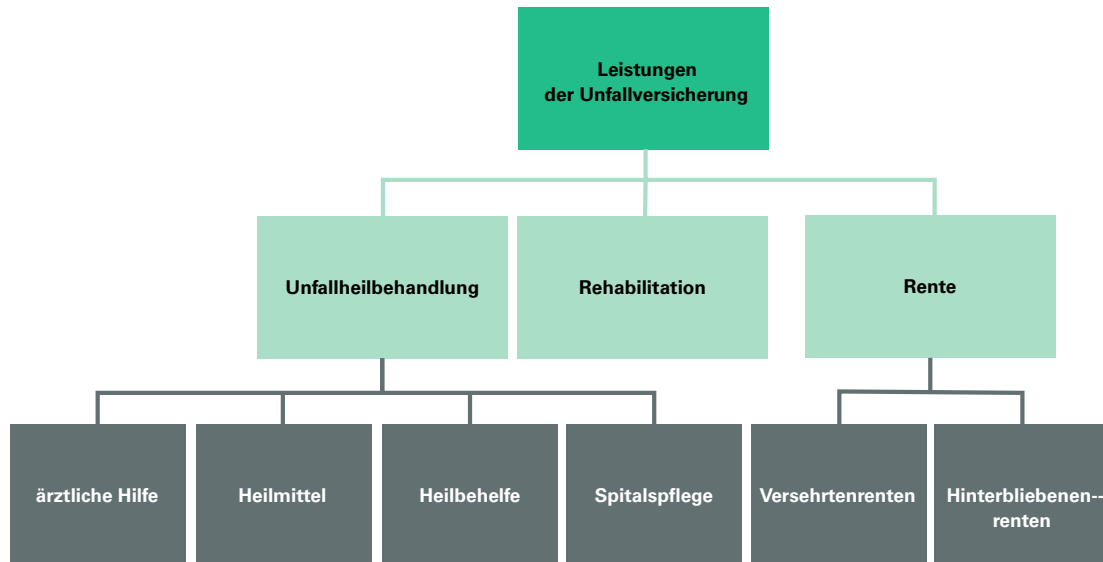 Leistungen
der Unfallversicherung
Unfallheilbehandlung
Rehabilitation
Rente
ärztliche Hilfe
Heilmittel
Heilbehelfe
Spitalspflege
Versehrtenrenten
Hinterbliebenen--
renten